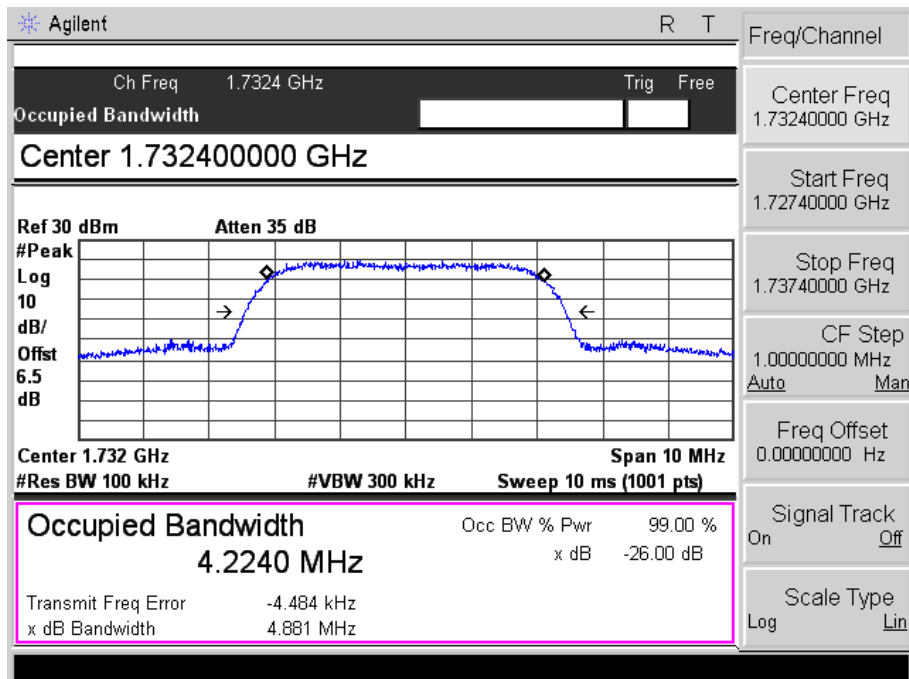 Agilent
R T
Ch Freq 1.7324 GHz Trig Free
Occupied Bandwidth
Center 1.732400000 GHz
Ref 30 dBm Atten 35 dB
#Peak
Log
10
dB/
Offst
6.5
dB
Center 1.732 GHz Span 10 MHz
#Res BW 100 kHz #VBW 300 kHz Sweep 10 ms (1001 pts)
Occupied Bandwidth
4.2240 MHz
Occ BW % Pwr 99.00 %
x dB -26.00 dB
Transmit Freq Error -4.484 kHz
x dB Bandwidth 4.881 MHz
Freq/Channel
Center Freq
1.73240000 GHz
Start Freq
1.72740000 GHz
Stop Freq
1.73740000 GHz
CF Step
1.00000000 MHz
Auto Man
Freq Offset
0.00000000 Hz
Signal Track
On Off
Scale Type
Log Lin